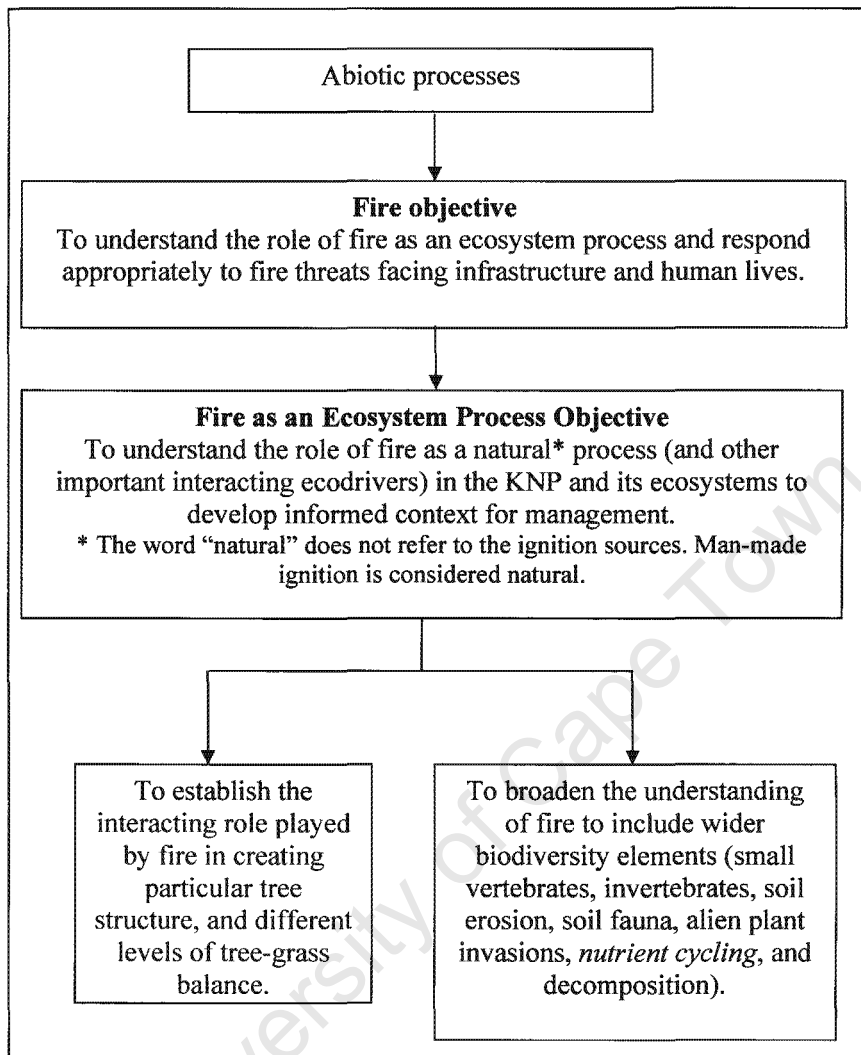 Abiotic processes
Fire objective
To understand the role of fire as an ecosystem process and respond
appropriately to fire threats facing infrastructure and human lives.
Fire as an Ecosystem Process Objective
To understand the role of fire as a natural* process (and other
important interacting ecodrivers) in the KNP and its ecosystems to
develop informed context for management.
* The word “natural” does not refer to the ignition sources. Man-made
ignition is considered natural.
To establish the
interacting role played
by fire in creating
particular tree
structure, and different
levels of tree-grass
balance.
To broaden the understanding
of fire to include wider
biodiversity elements (small
vertebrates, invertebrates, soil
erosion, soil fauna, alien plant
invasions, nutrient cycling, and
decomposition).
versity of Cape Town